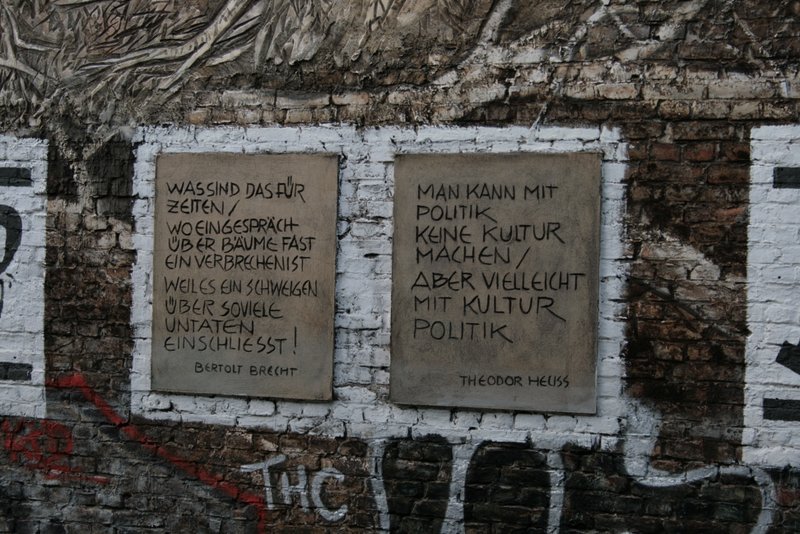 WAS SIND DAS FÜR
ZEITEN /
WO EIN GESPRÄCH
ÜBER BÄUME FAST
EIN VERBRECHEN IST
WEIL ES EIN SCHWEIGEN
ÜBER SOVIELE
UNTATEN
EINSCHLIESST!
BERTOLT BRECHT
MAN KANN MIT
POLITIK
KEINE KULTUR
MACHEN /
ABER VIELLEICHT
MIT KULTUR
POLITIK
THEODOR HEUSS
THC